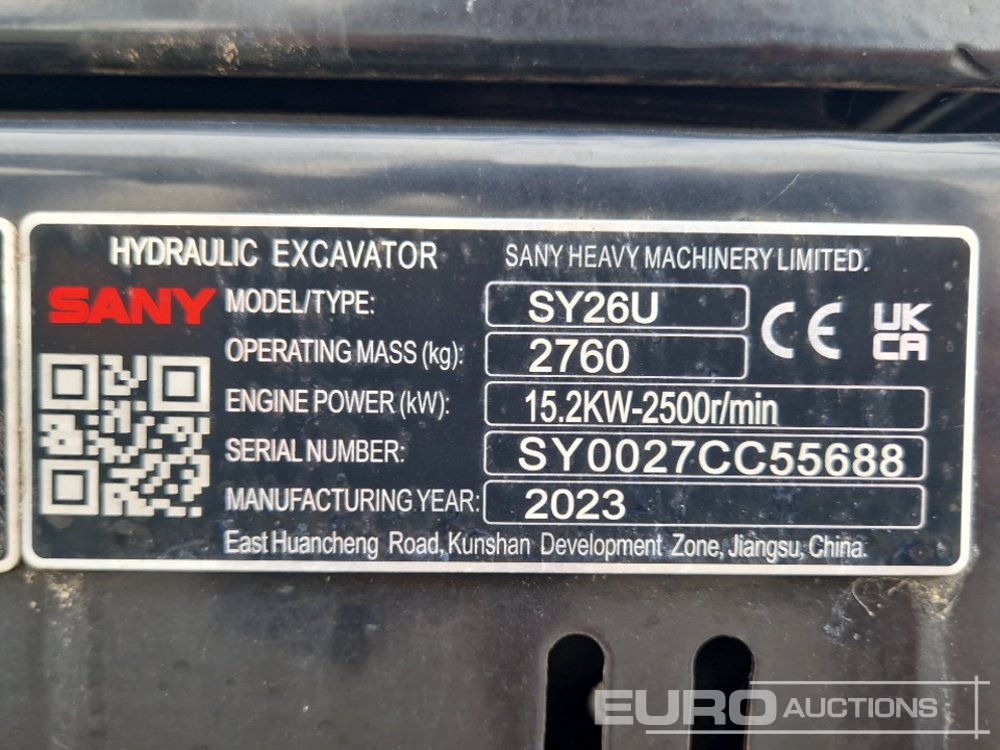 HYDRAULIC EXCAVATOR SANY HEAVY MACHINERY LIMITED.
SANY MODEL/TYPE: SY26U CE UK CA
OPERATING MASS (kg): 2760
ENGINE POWER (kW): 15.2KW-2500r/min
SERIAL NUMBER: SY0027CC55688
MANUFACTURING YEAR: 2023
East Huancheng Road, Kunshan Development Zone, Jiangsu, China.
EURO AUCTIONS